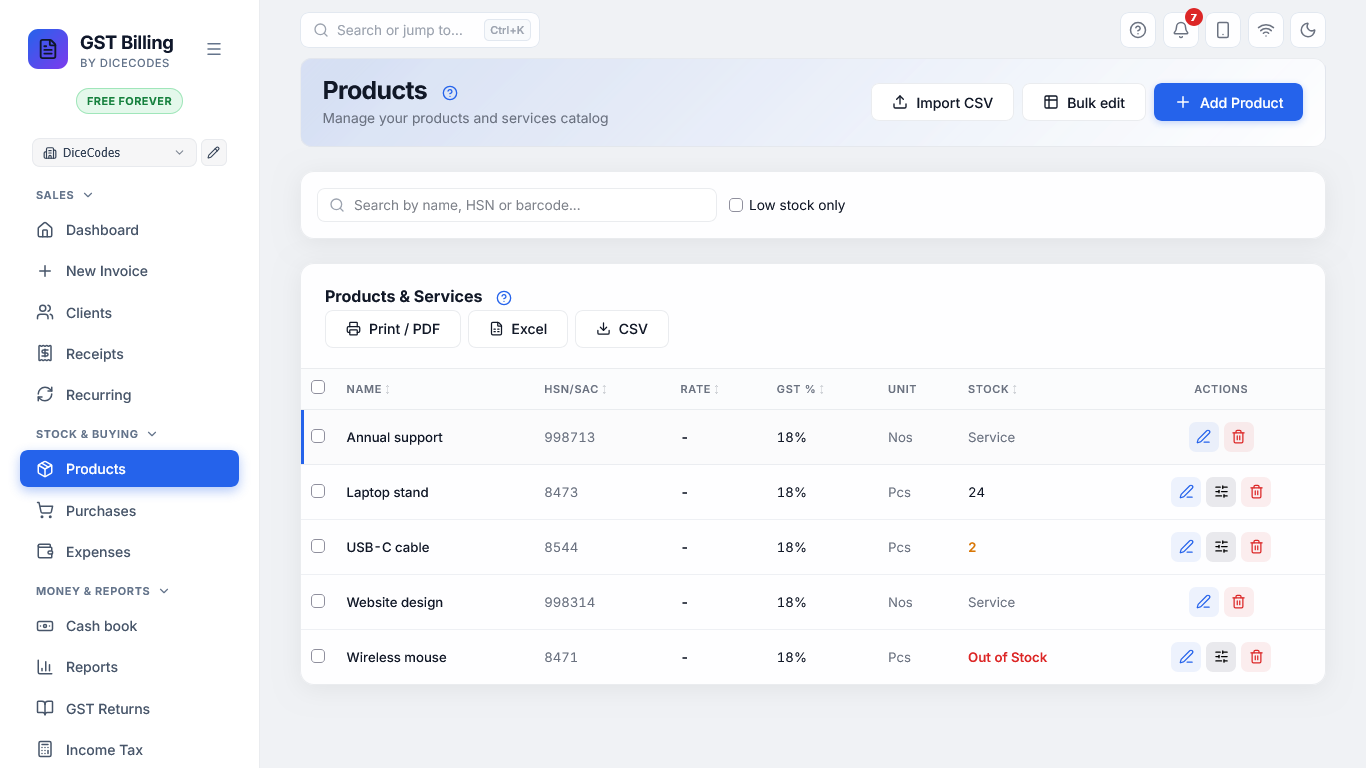 GST Billing
BY DICECODES
FREE FOREVER
DiceCodes
SALES
Dashboard
New Invoice
Clients
Receipts
Recurring
STOCK & BUYING
Products
Purchases
Expenses
MONEY & REPORTS
Cash book
Reports
GST Returns
Income Tax
Search or jump to...
Ctrl+K
7
Products
Manage your products and services catalog
Import CSV
Bulk edit
Add Product
Search by name, HSN or barcode...
Low stock only
Products & Services
Print / PDF
Excel
CSV
NAME HSN/SAC RATE GST % UNIT STOCK ACTIONS
Annual support 998713 - 18% Nos Service
Laptop stand 8473 - 18% Pcs 24
USB-C cable 8544 - 18% Pcs 2
Website design 998314 - 18% Nos Service
Wireless mouse 8471 - 18% Pcs Out of Stock